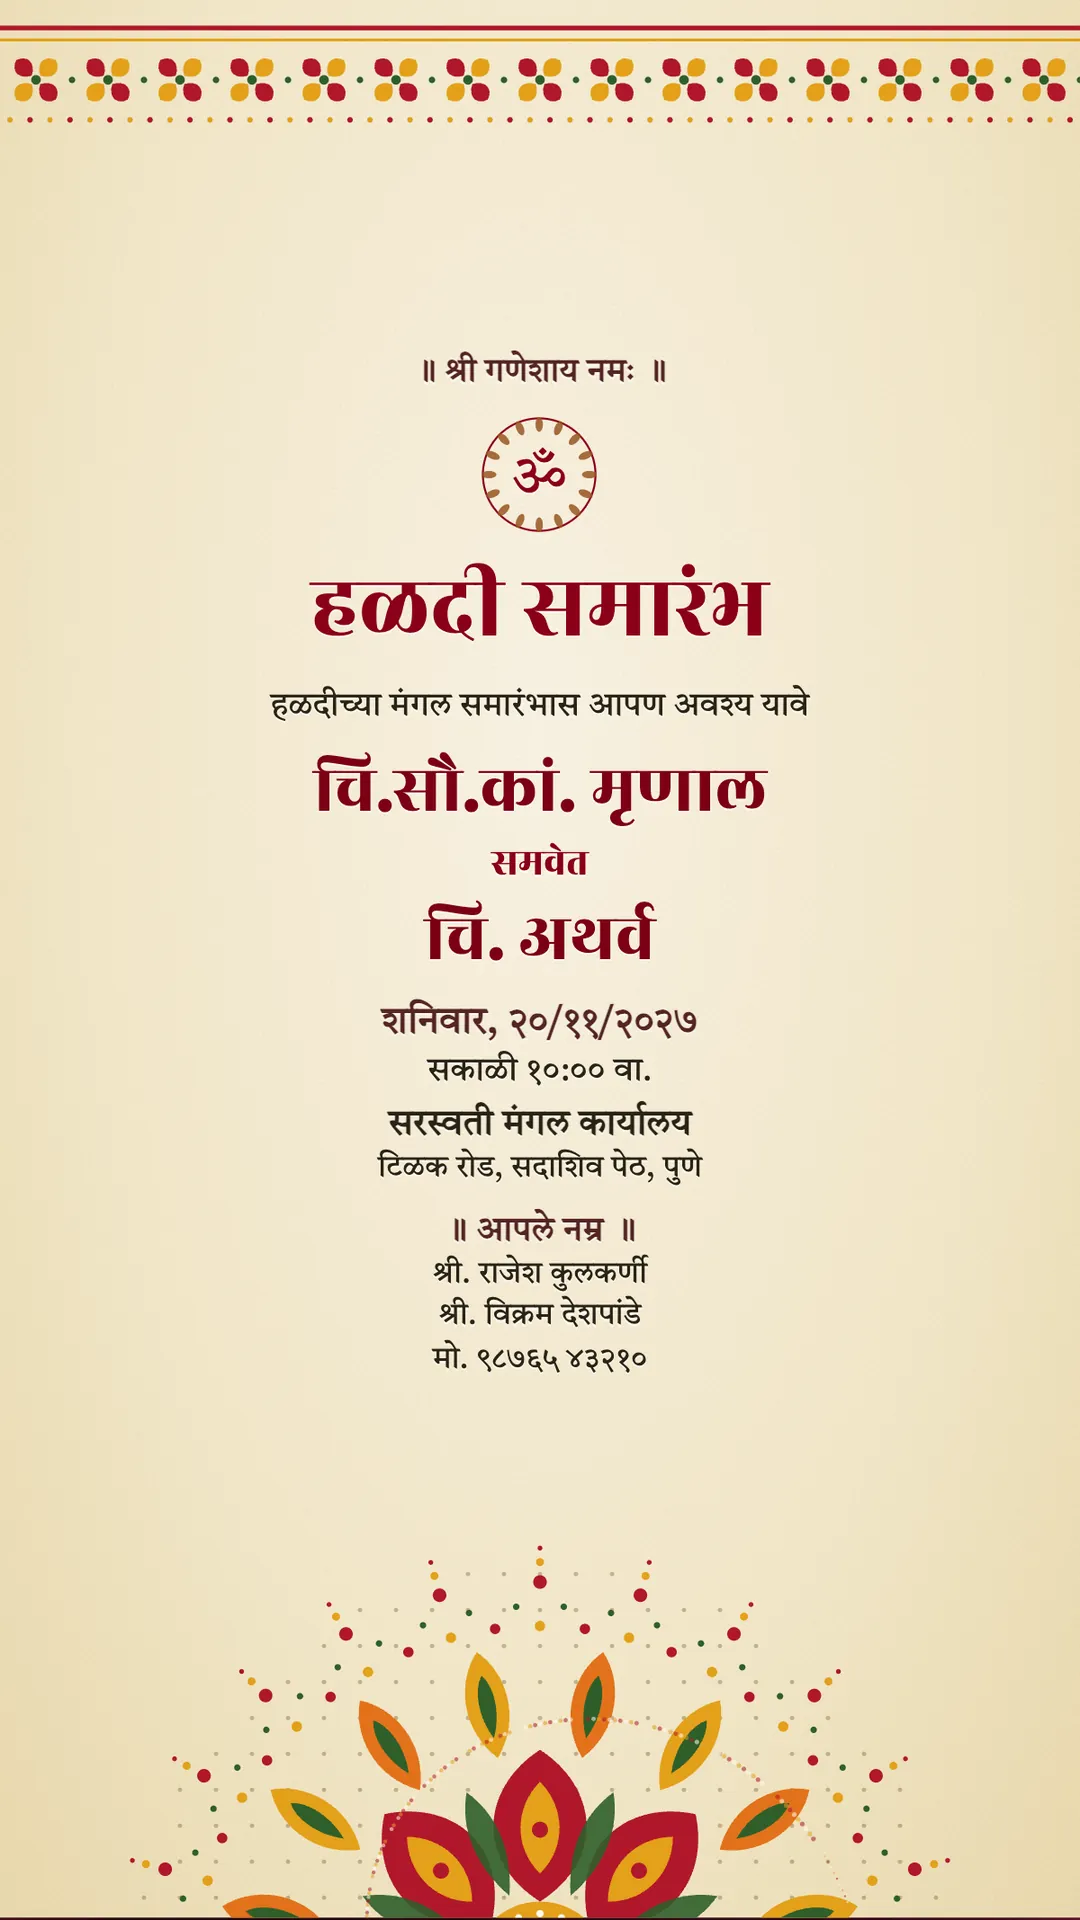 ॥ श्री गणेशाय नमः ॥
ॐ
हळदी समारंभ
हळदीच्या मंगल समारंभास आपण अवश्य यावे
चि.सौ.कां. मृणाल
समवेत
चि. अथर्व
शनिवार, २०/११/२०२७
सकाळी १०:०० वा.
सरस्वती मंगल कार्यालय
टिळक रोड, सदाशिव पेठ, पुणे
॥ आपले नम्र ॥
श्री. राजेश कुलकर्णी
श्री. विक्रम देशपांडे
मो. ९८७६५ ४३२१०